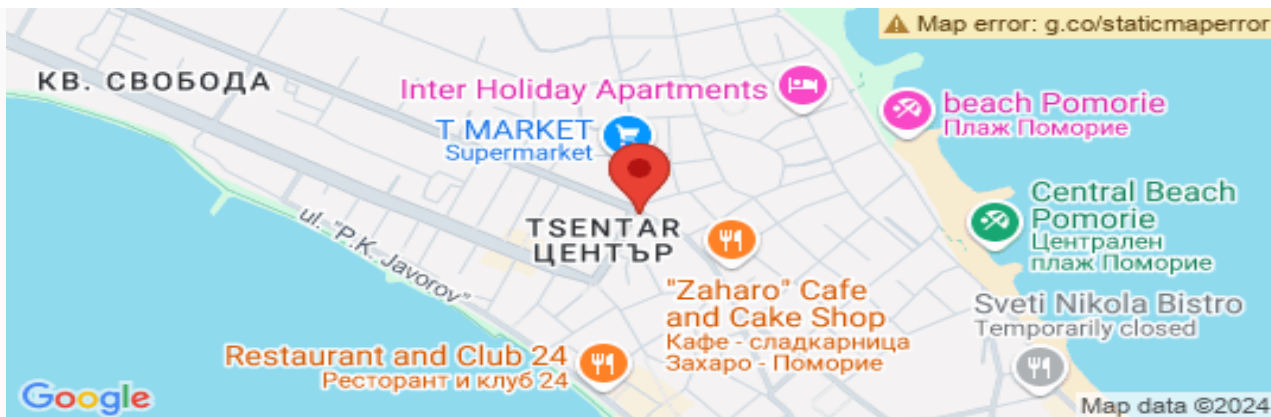 Map error: g.co/staticmaperror
КВ. СВОБОДА
Inter Holiday Apartments
beach Pomorie
Плаж Поморие
T MARKET
Supermarket
Central Beach
Pomorie
Централен
плаж Поморие
TSENTAR
ЦЕНТЪР
ul. "P.K. Javorov"
"Zaharo" Cafe
and Cake Shop
Кафе - сладкарница
Захаро - Поморие
Sveti Nikola Bistro
Temporarily closed
Restaurant and Club 24
Ресторант и клуб 24
Google
Map data ©2024